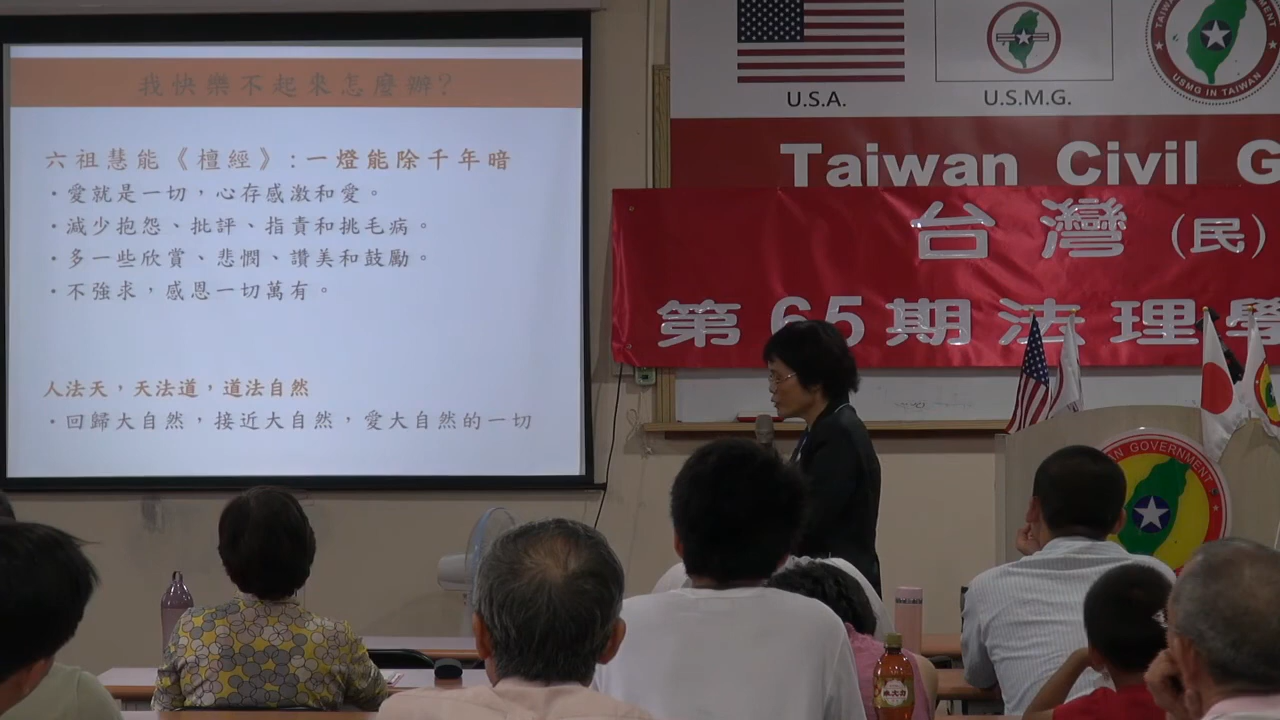 我快樂不起來怎麼辦?
六祖慧能《檀經》:一燈能除千年暗
・愛就是一切，心存感激和愛。
・減少抱怨、批評、指責和挑毛病。
・多一些欣賞、悲憫、讚美和鼓勵。
・不強求，感恩一切萬有。
人法天，天法道，道法自然
・回歸大自然，接近大自然，愛大自然的一切
U.S.A.
U.S.M.G.
USMG IN TAIWAN
Taiwan Civil G
台灣(民)
第65期法理學
GOVERNMENT